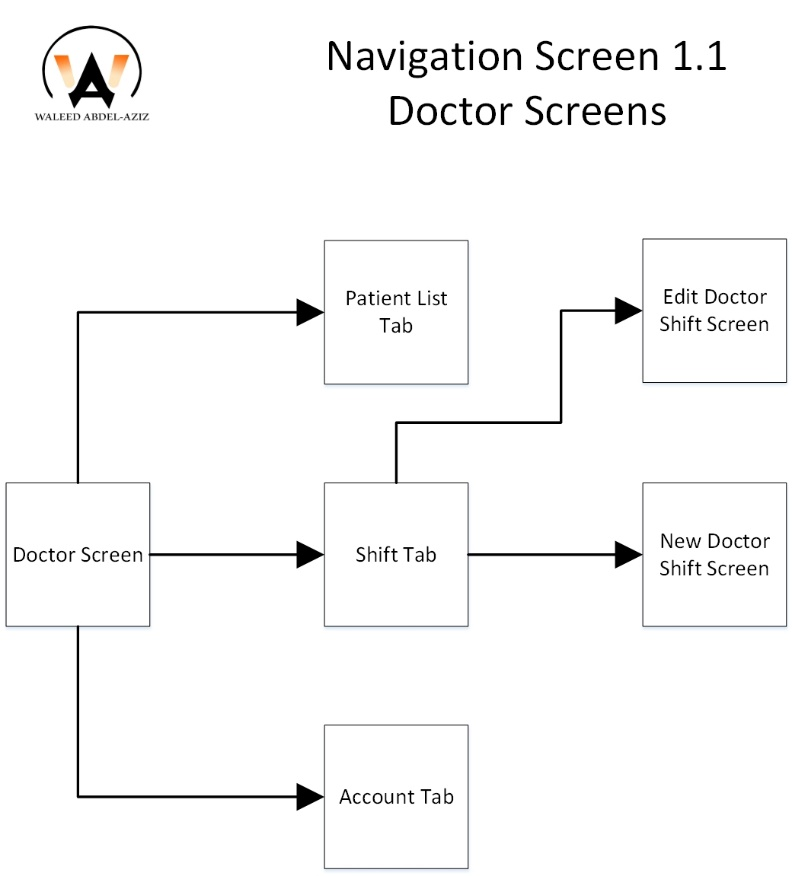 WALEED ABDEL-AZIZ
Navigation Screen 1.1
Doctor Screens
Patient List
Tab
Edit Doctor
Shift Screen
Doctor Screen
Shift Tab
New Doctor
Shift Screen
Account Tab